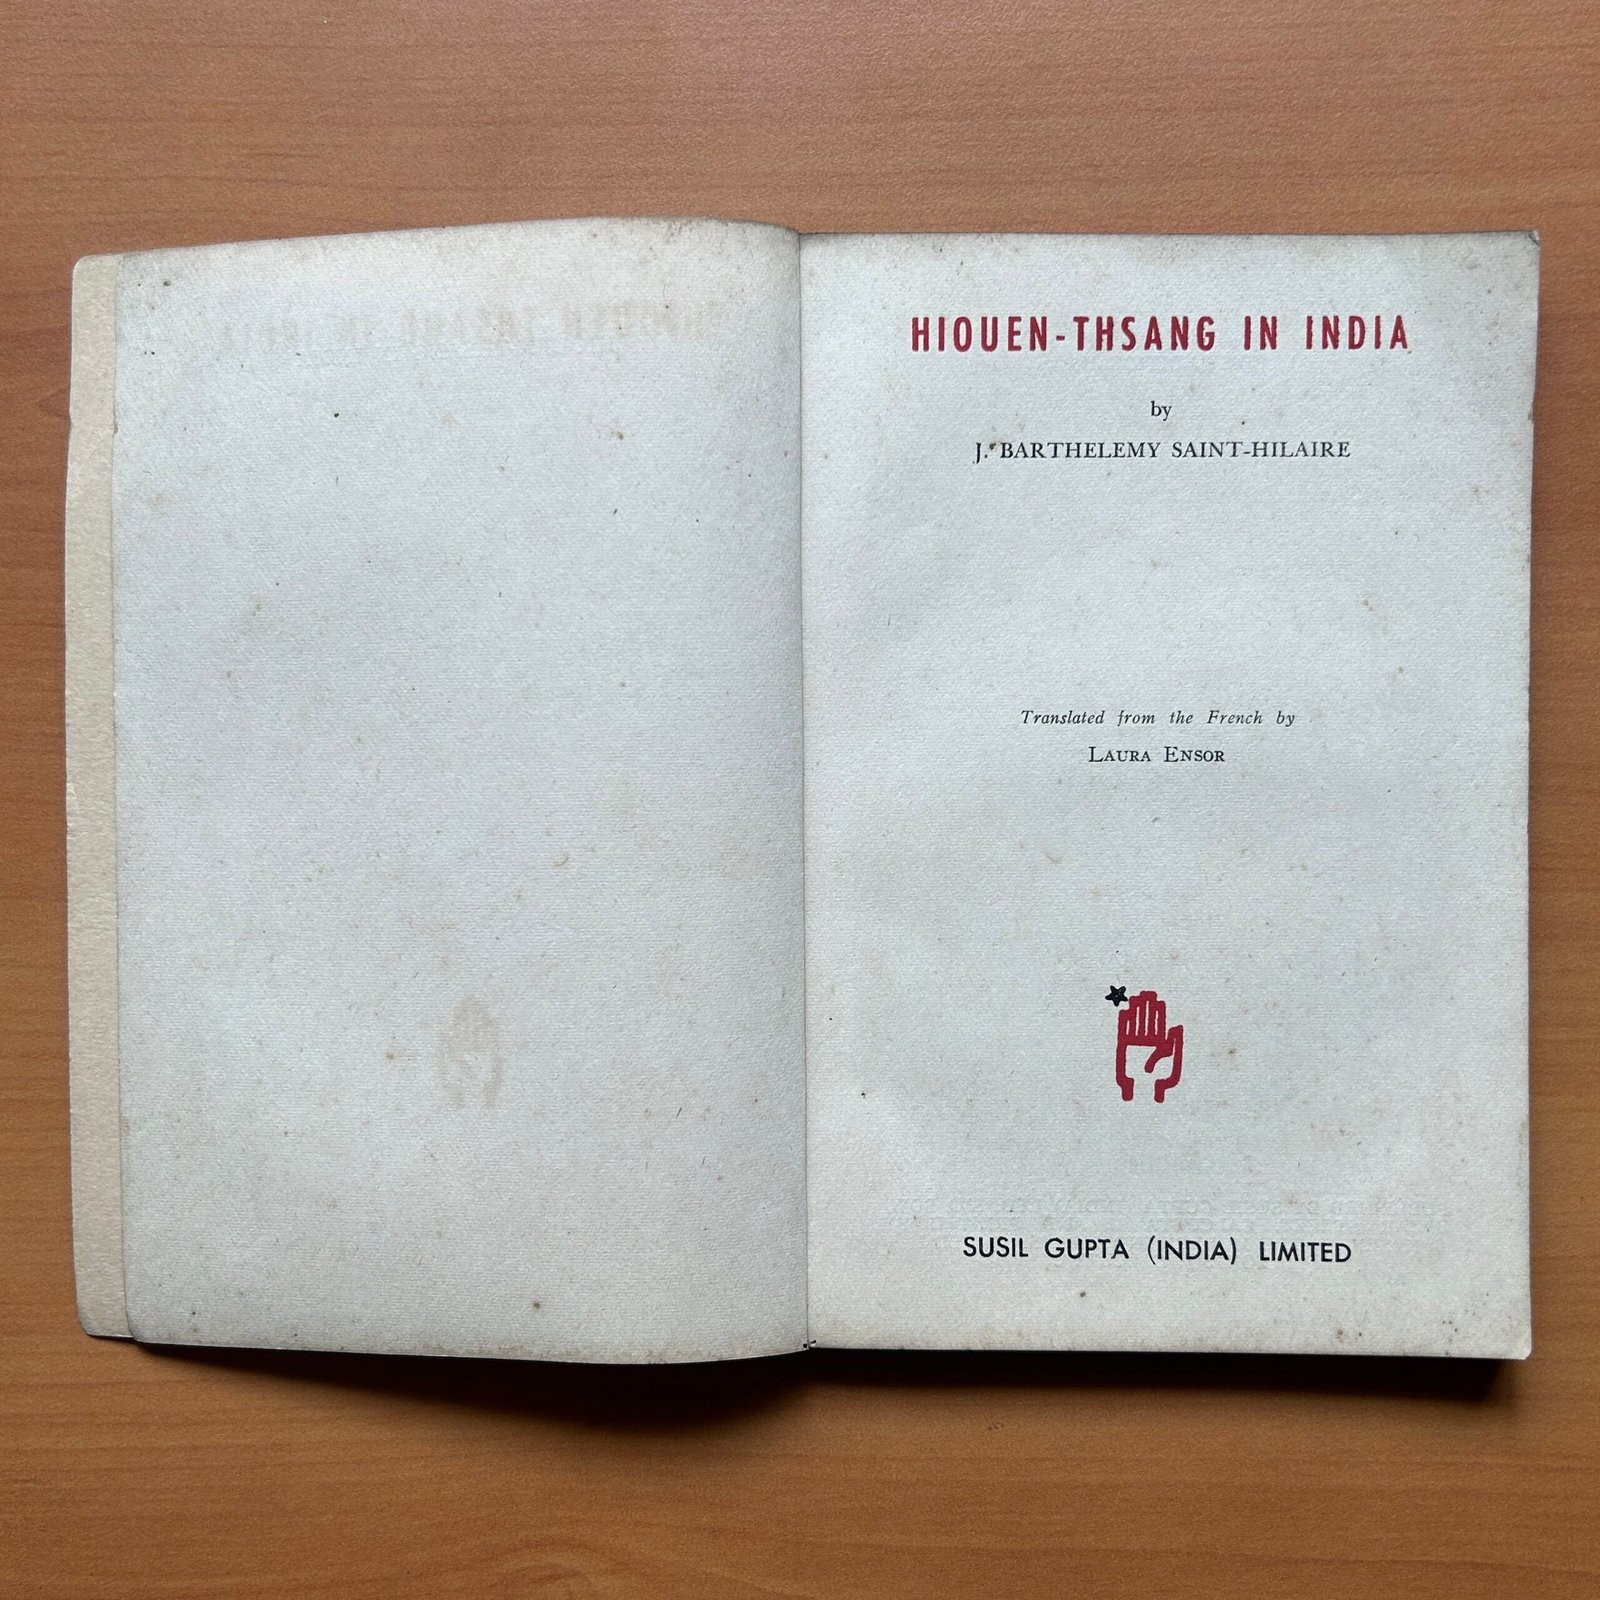 HIOUEN-THSANG IN INDIA
by
J. BARTHELEMY SAINT-HILAIRE
Translated from the French by
LAURA ENSOR
SUSIL GUPTA (INDIA) LIMITED